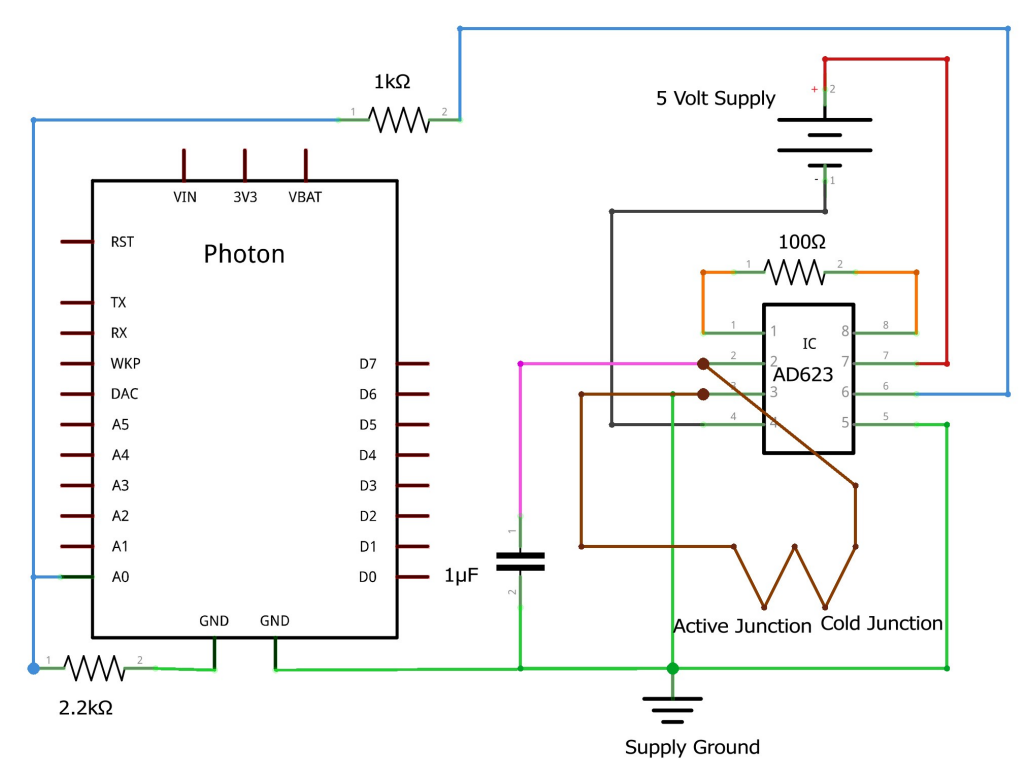 1kΩ
1 2
5 Volt Supply
+ 2
- 1
VIN 3V3 VBAT
RST
Photon
TX
RX
WKP
DAC
A5
A4
A3
A2
A1
A0
D7
D6
D5
D4
D3
D2
D1
D0
GND GND
1 2
2.2kΩ
100Ω
1 2
IC
AD623
1 1
2 2
3 3
4 4
8 8
7 7
6 6
5 5
1
1µF
2
Active Junction
Cold Junction
Supply Ground